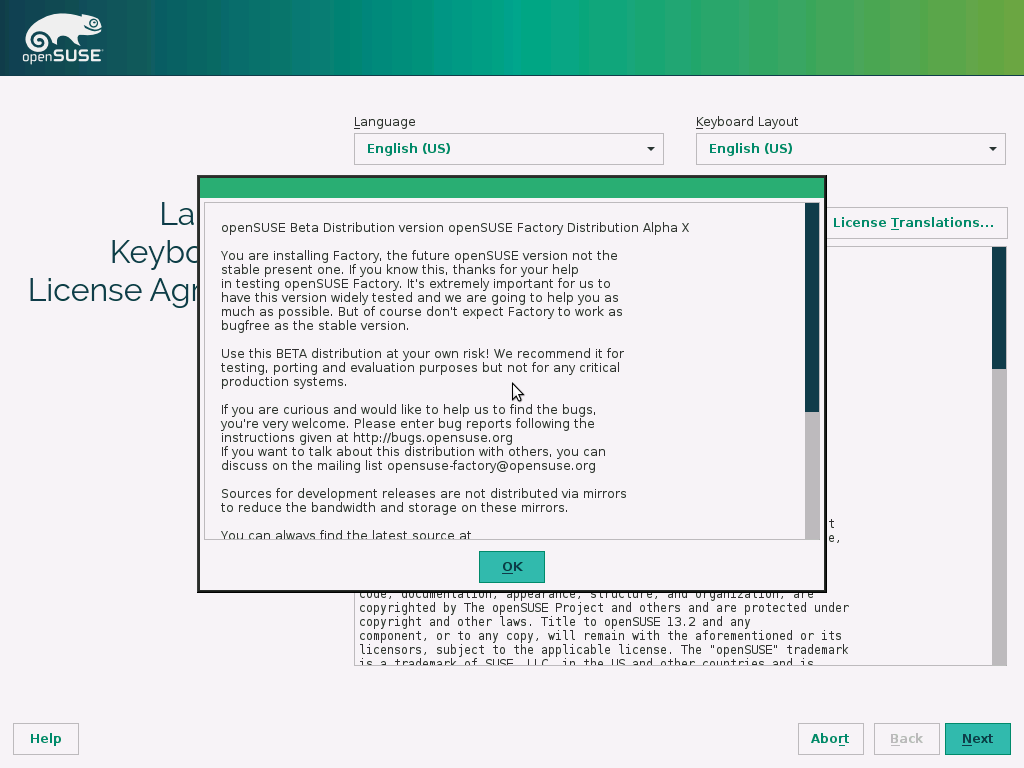 openSUSE
Language
Keyboard Layout
English (US)
English (US)
La
Keybo
License Agr
License Translations...
openSUSE Beta Distribution version openSUSE Factory Distribution Alpha X
You are installing Factory, the future openSUSE version not the
stable present one. If you know this, thanks for your help
in testing openSUSE Factory. It's extremely important for us to
have this version widely tested and we are going to help you as
much as possible. But of course don't expect Factory to work as
bugfree as the stable version.
Use this BETA distribution at your own risk! We recommend it for
testing, porting and evaluation purposes but not for any critical
production systems.
If you are curious and would like to help us to find the bugs,
you're very welcome. Please enter bug reports following the
instructions given at http://bugs.opensuse.org
If you want to talk about this distribution with others, you can
discuss on the mailing list opensuse-factory@opensuse.org
Sources for development releases are not distributed via mirrors
to reduce the bandwidth and storage on these mirrors.
You can always find the latest source at
OK
t
e,
code, documentation, appearance, structure, and organization, are
copyrighted by The openSUSE Project and others and are protected under
copyright and other laws. Title to openSUSE 13.2 and any
component, or to any copy, will remain with the aforementioned or its
licensors, subject to the applicable license. The "openSUSE" trademark
is a trademark of SUSE, LLC. in the US and other countries and is
Help
Abort
Back
Next